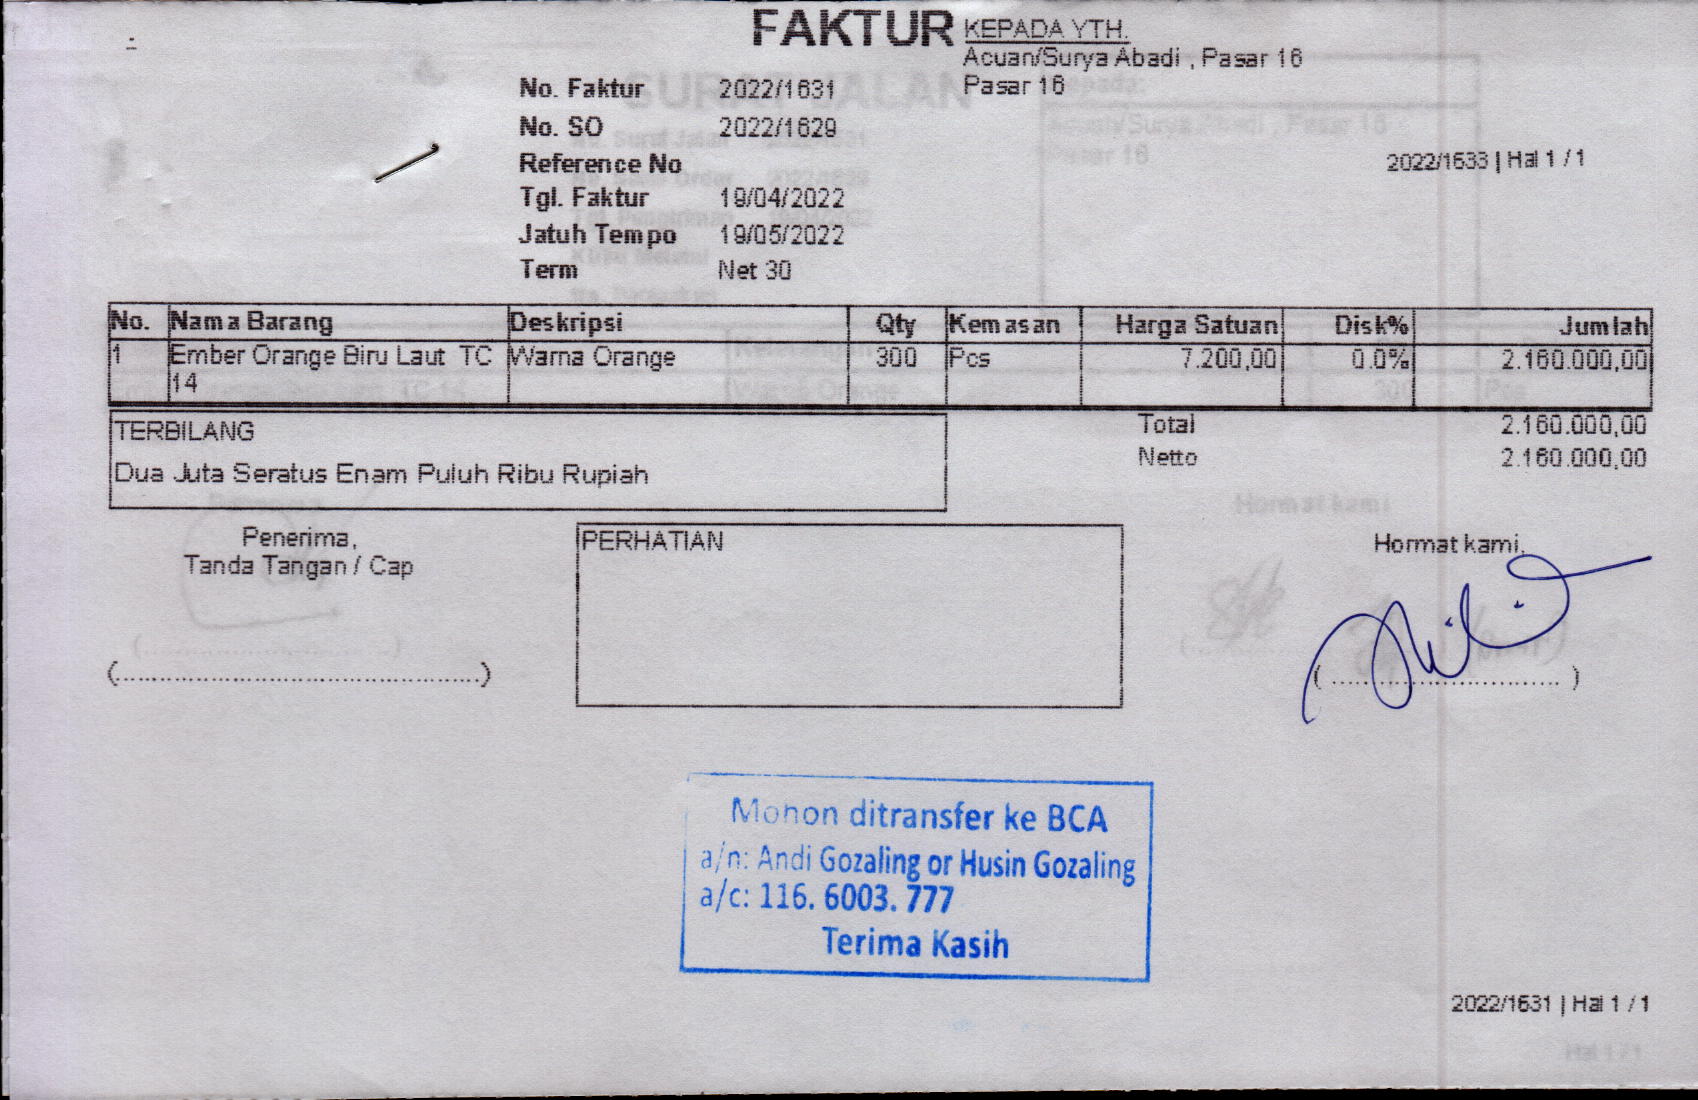 FAKTUR
KEPADA YTH.
Acuan/Surya Abadi , Pasar 16
Pasar 16
No. Faktur 2022/1631
No. SO 2022/1629
Reference No
2022/1633 | Hal 1 / 1
Tgl. Faktur 19/04/2022
Jatuh Tempo 19/05/2022
Term Net 30
No. Nama Barang Deskripsi Qty Kemasan Harga Satuan Disk% Jumlah
1 Ember Orange Biru Laut TC Warna Orange 300 Pcs 7.200,00 0.0% 2.160.000,00
14
TERBILANG
Dua Juta Seratus Enam Puluh Ribu Rupiah
Total 2.160.000,00
Netto 2.160.000,00
Penerima,
Tanda Tangan / Cap
(................................................)
PERHATIAN
Hormat kami,
( ............................... )
Mohon ditransfer ke BCA
a/n: Andi Gozaling or Husin Gozaling
a/c: 116. 6003. 777
Terima Kasih
2022/1631 | Hal 1 / 1